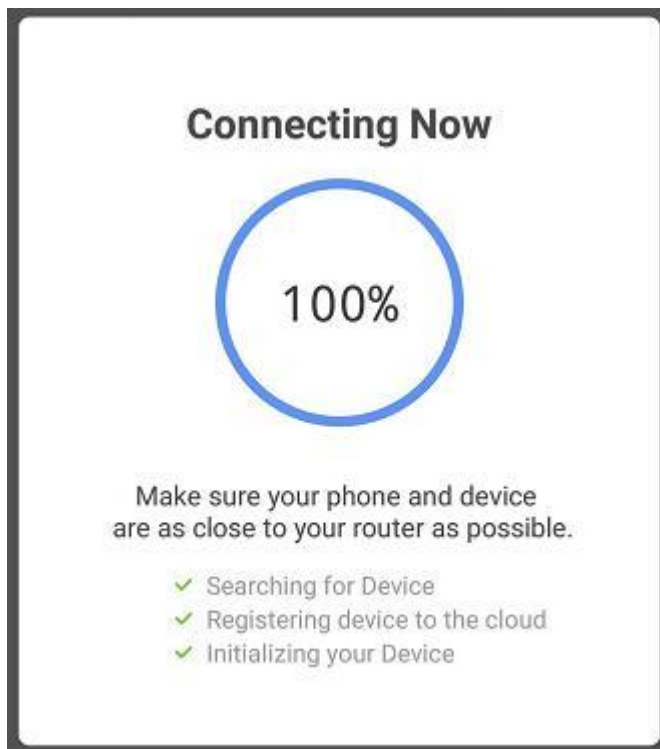 Connecting Now
100%
Make sure your phone and device
are as close to your router as possible.
Searching for Device
Registering device to the cloud
Initializing your Device